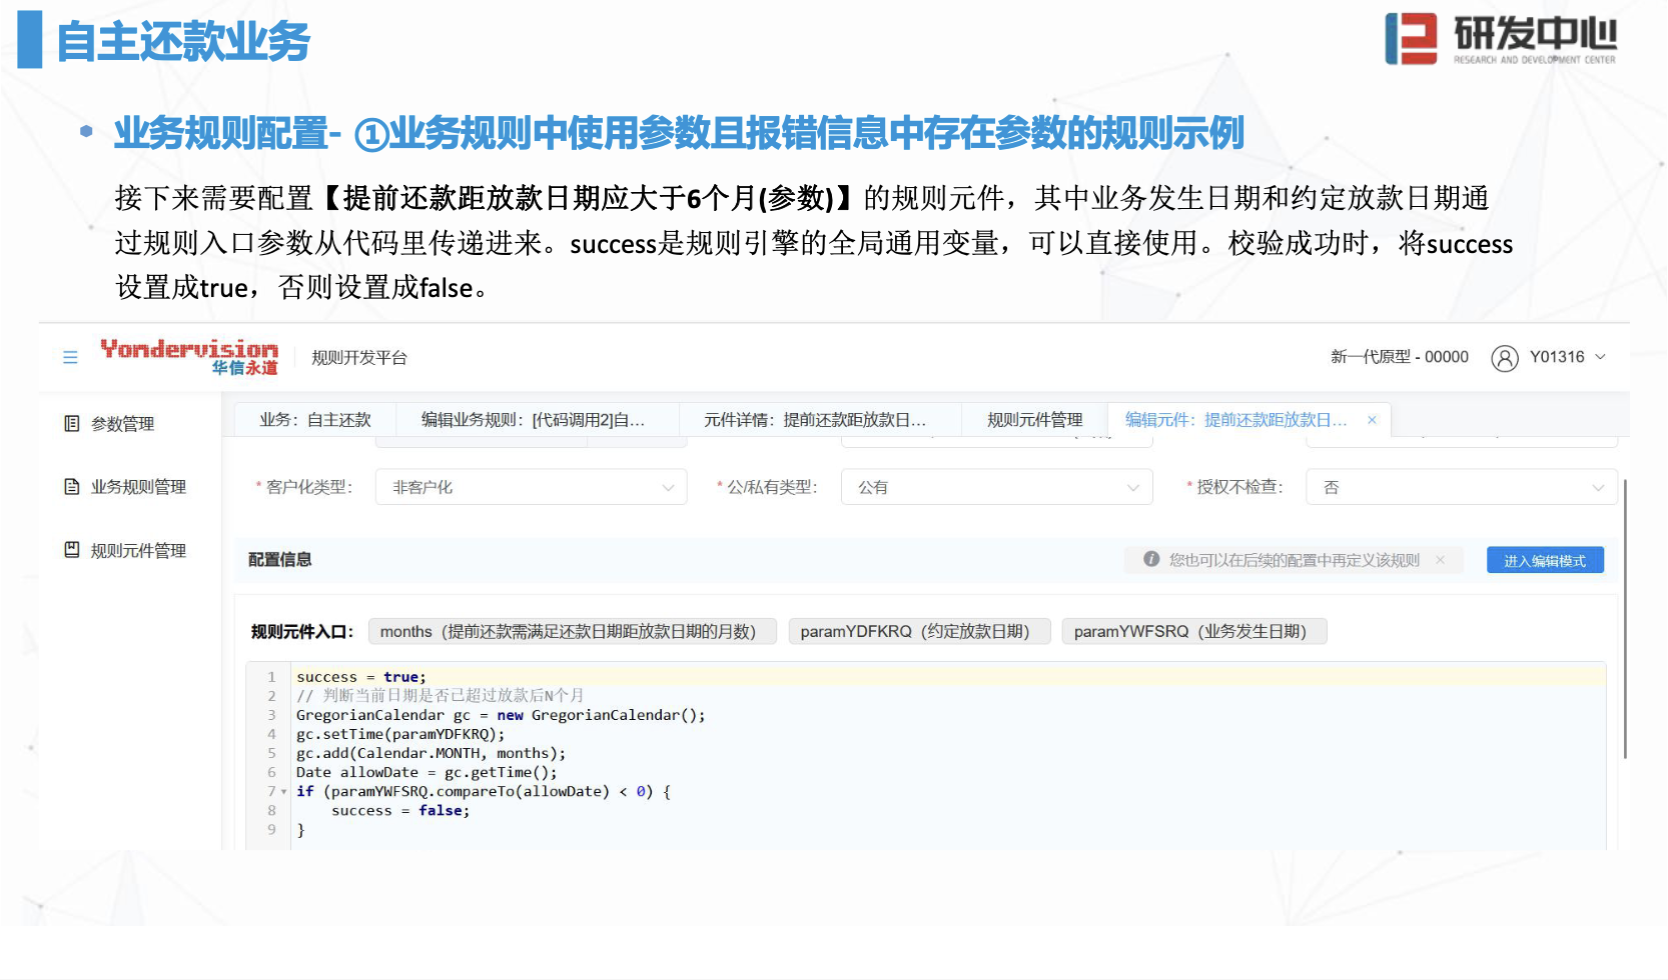 自主还款业务
研发中心
RESEARCH AND DEVELOPMENT CENTER
业务规则配置- ①业务规则中使用参数且报错信息中存在参数的规则示例
接下来需要配置【提前还款距放款日期应大于6个月(参数)】的规则元件，其中业务发生日期和约定放款日期通
过规则入口参数从代码里传递进来。success是规则引擎的全局通用变量，可以直接使用。校验成功时，将success
设置成true，否则设置成false。
Yondervision
华信永道
规则开发平台
新一代原型 - 00000
Y01316
参数管理
业务：自主还款
编辑业务规则：[代码调用2]自...
元件详情：提前还款距放款日...
规则元件管理
编辑元件：提前还款距放款日... ×
业务规则管理
* 客户化类型： 非客户化
* 公/私有类型： 公有
* 授权不检查： 否
规则元件管理
配置信息
您也可以在后续的配置中再定义该规则 ×
进入编辑模式
规则元件入口： months（提前还款需满足还款日期距放款日期的月数） paramYDFKRQ（约定放款日期） paramYWFSRQ（业务发生日期）
1 success = true;
2 // 判断当前日期是否已超过放款后N个月
3 GregorianCalendar gc = new GregorianCalendar();
4 gc.setTime(paramYDFKRQ);
5 gc.add(Calendar.MONTH, months);
6 Date allowDate = gc.getTime();
7 if (paramYWFSRQ.compareTo(allowDate) < 0) {
8 success = false;
9 }